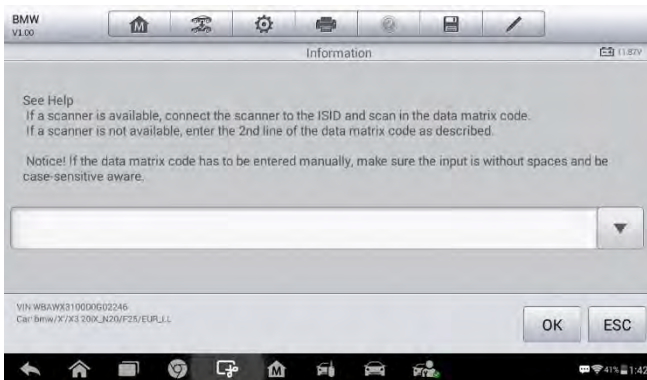 BMW
V1.00
Information
11.87V
See Help
If a scanner is available, connect the scanner to the ISID and scan in the data matrix code.
If a scanner is not available, enter the 2nd line of the data matrix code as described.
Notice! If the data matrix code has to be entered manually, make sure the input is without spaces and be
case-sensitive aware.
VIN:WBAWX310000G02246
Car: bmw/X'/X3 20iX_N20/F25/EUR_LL
OK
ESC
41%
1:42